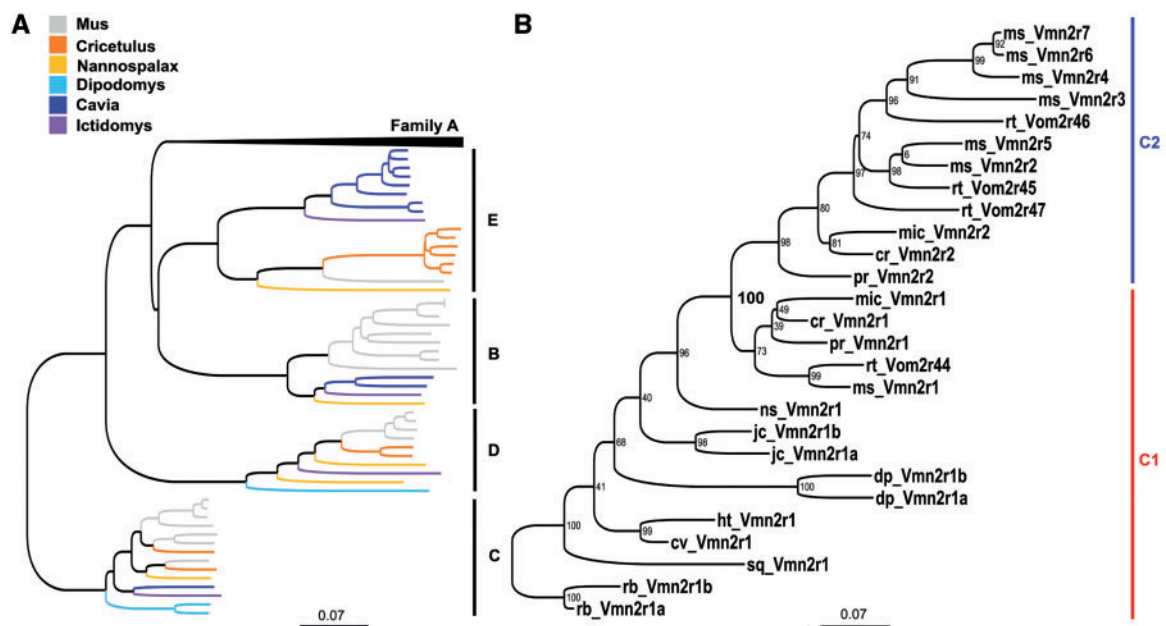 A
Mus
Cricetulus
Nannospalax
Dipodomys
Cavia
Ictidomys
Family A
E
B
D
C
0.07
B
ms_Vmn2r7
92
ms_Vmn2r6
99
ms_Vmn2r4
91
ms_Vmn2r3
96
rt_Vom2r46
74
ms_Vmn2r5
6
ms_Vmn2r2
98
97
rt_Vom2r45
rt_Vom2r47
80
mic_Vmn2r2
81
cr_Vmn2r2
98
pr_Vmn2r2
100
mic_Vmn2r1
49
cr_Vmn2r1
39
pr_Vmn2r1
73
rt_Vom2r44
99
ms_Vmn2r1
96
ns_Vmn2r1
40
jc_Vmn2r1b
98
jc_Vmn2r1a
68
dp_Vmn2r1b
100
dp_Vmn2r1a
41
ht_Vmn2r1
99
cv_Vmn2r1
100
sq_Vmn2r1
rb_Vmn2r1b
100
rb_Vmn2r1a
C2
C1
0.07